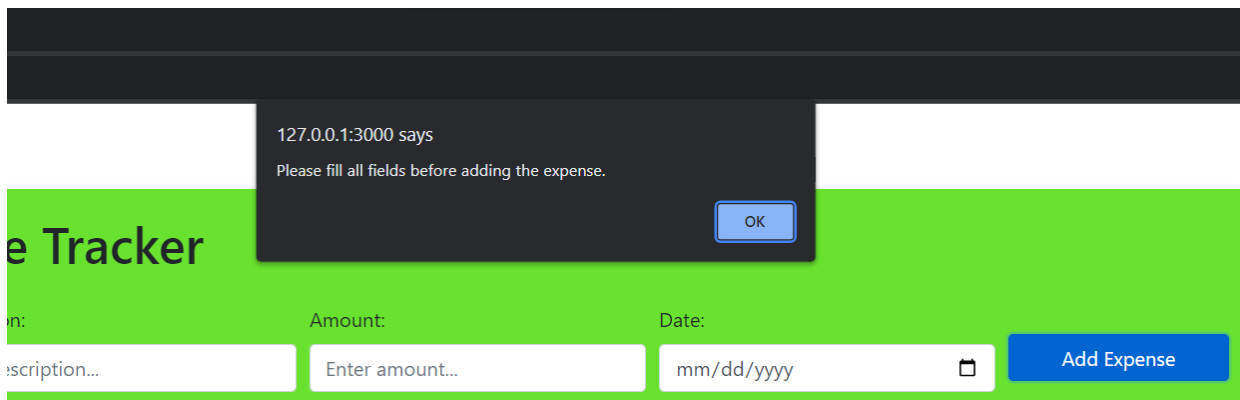 127.0.0.1:3000 says
Please fill all fields before adding the expense.
OK
e Tracker
on:
Amount:
Date:
escription...
Enter amount...
mm/dd/yyyy
Add Expense